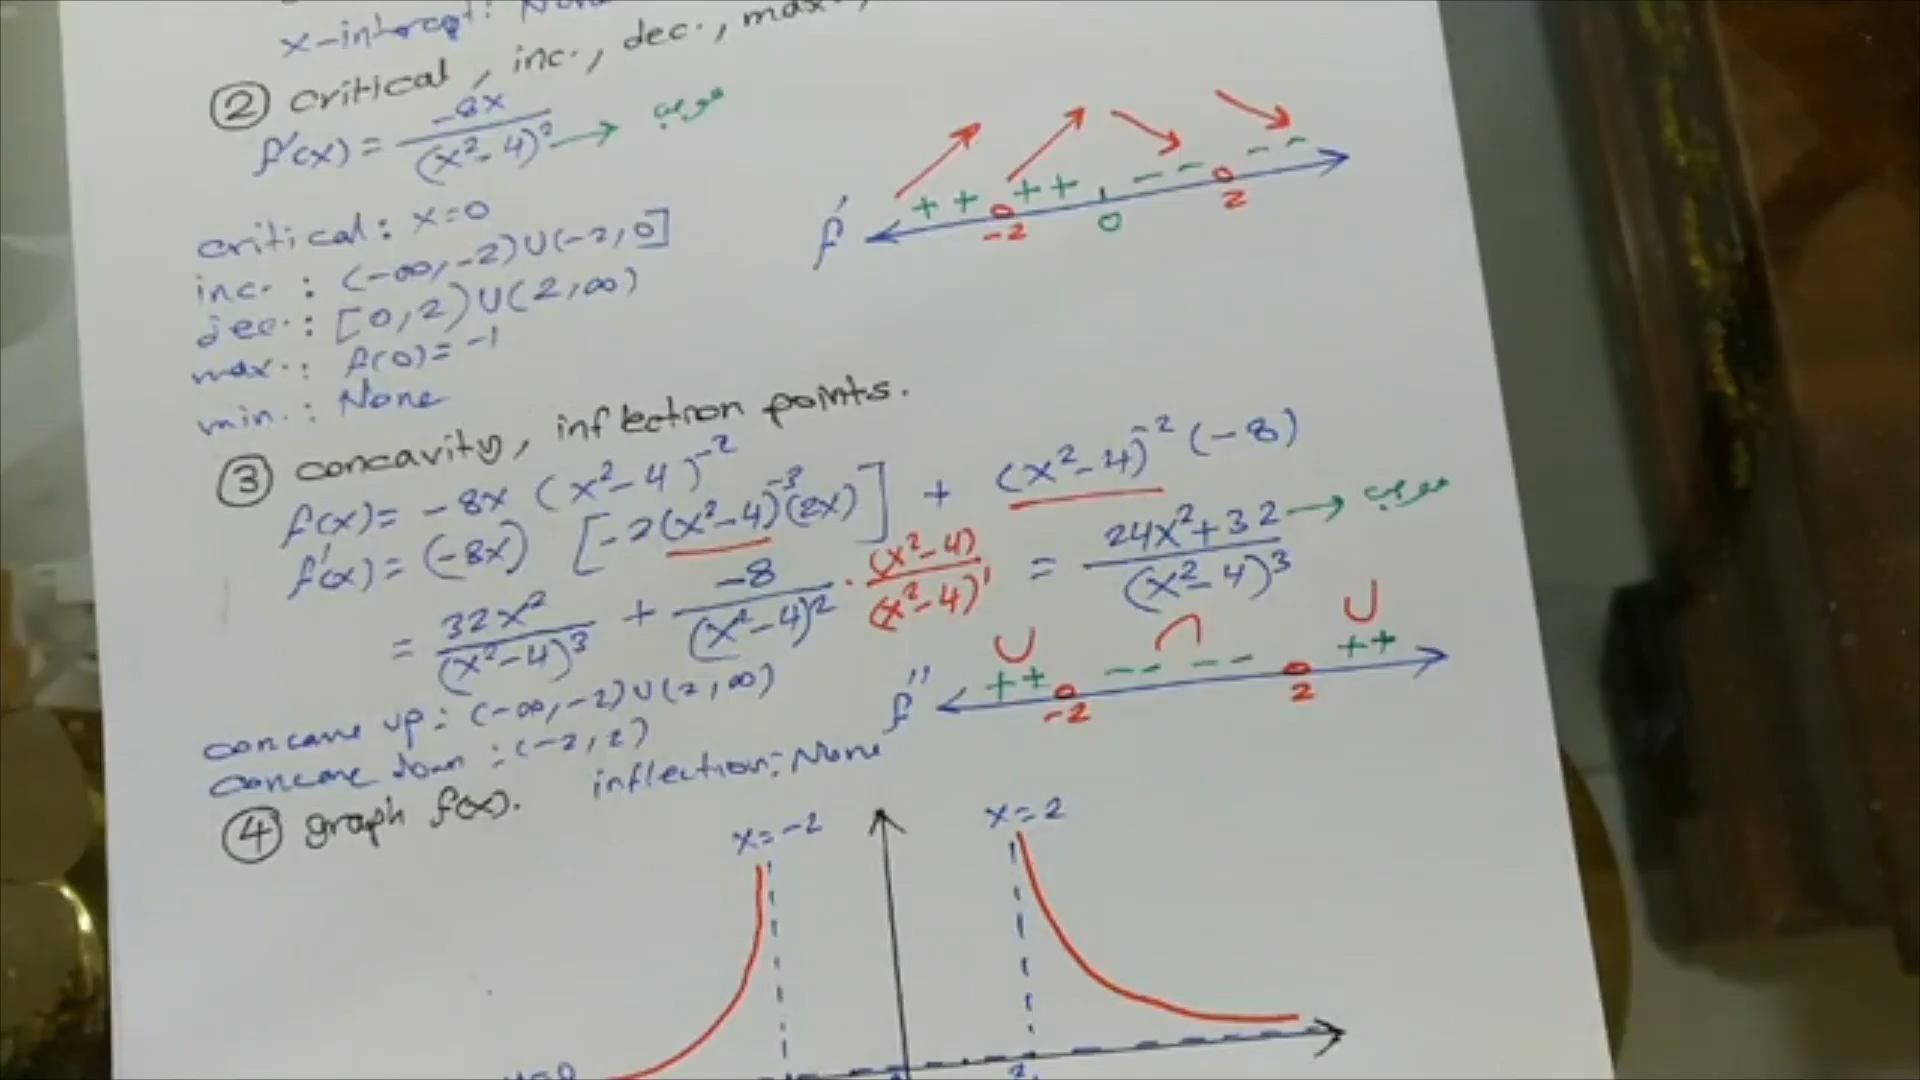 x-intercept: None
② critical, inc., dec., max.,
f'(x) = -8x / (x²-4)² → موجب
critical: x=0
inc. : (-∞,-2)∪(-2,0]
dec. : [0,2)∪(2,∞)
max. : f(0)=-1
min. : None
f' ++ -2 ++ 0 -- 2 --
③ concavity, inflection points.
f'(x) = -8x (x²-4)⁻²
f'(x) = (-8x) [-2(x²-4)⁻³(2x)] + (x²-4)⁻²(-8)
= 32x² / (x²-4)³ + -8 / (x²-4)² · (x²-4) / (x²-4)¹ = 24x²+32 / (x²-4)³ → موجب
concave up : (-∞,-2)∪(2,∞)
concave down : (-2,2)
inflection: None
f'' ∪ ++ -2 ∩ -- -- 2 ∪ ++
④ graph f(x).
x=-2
x=2
2